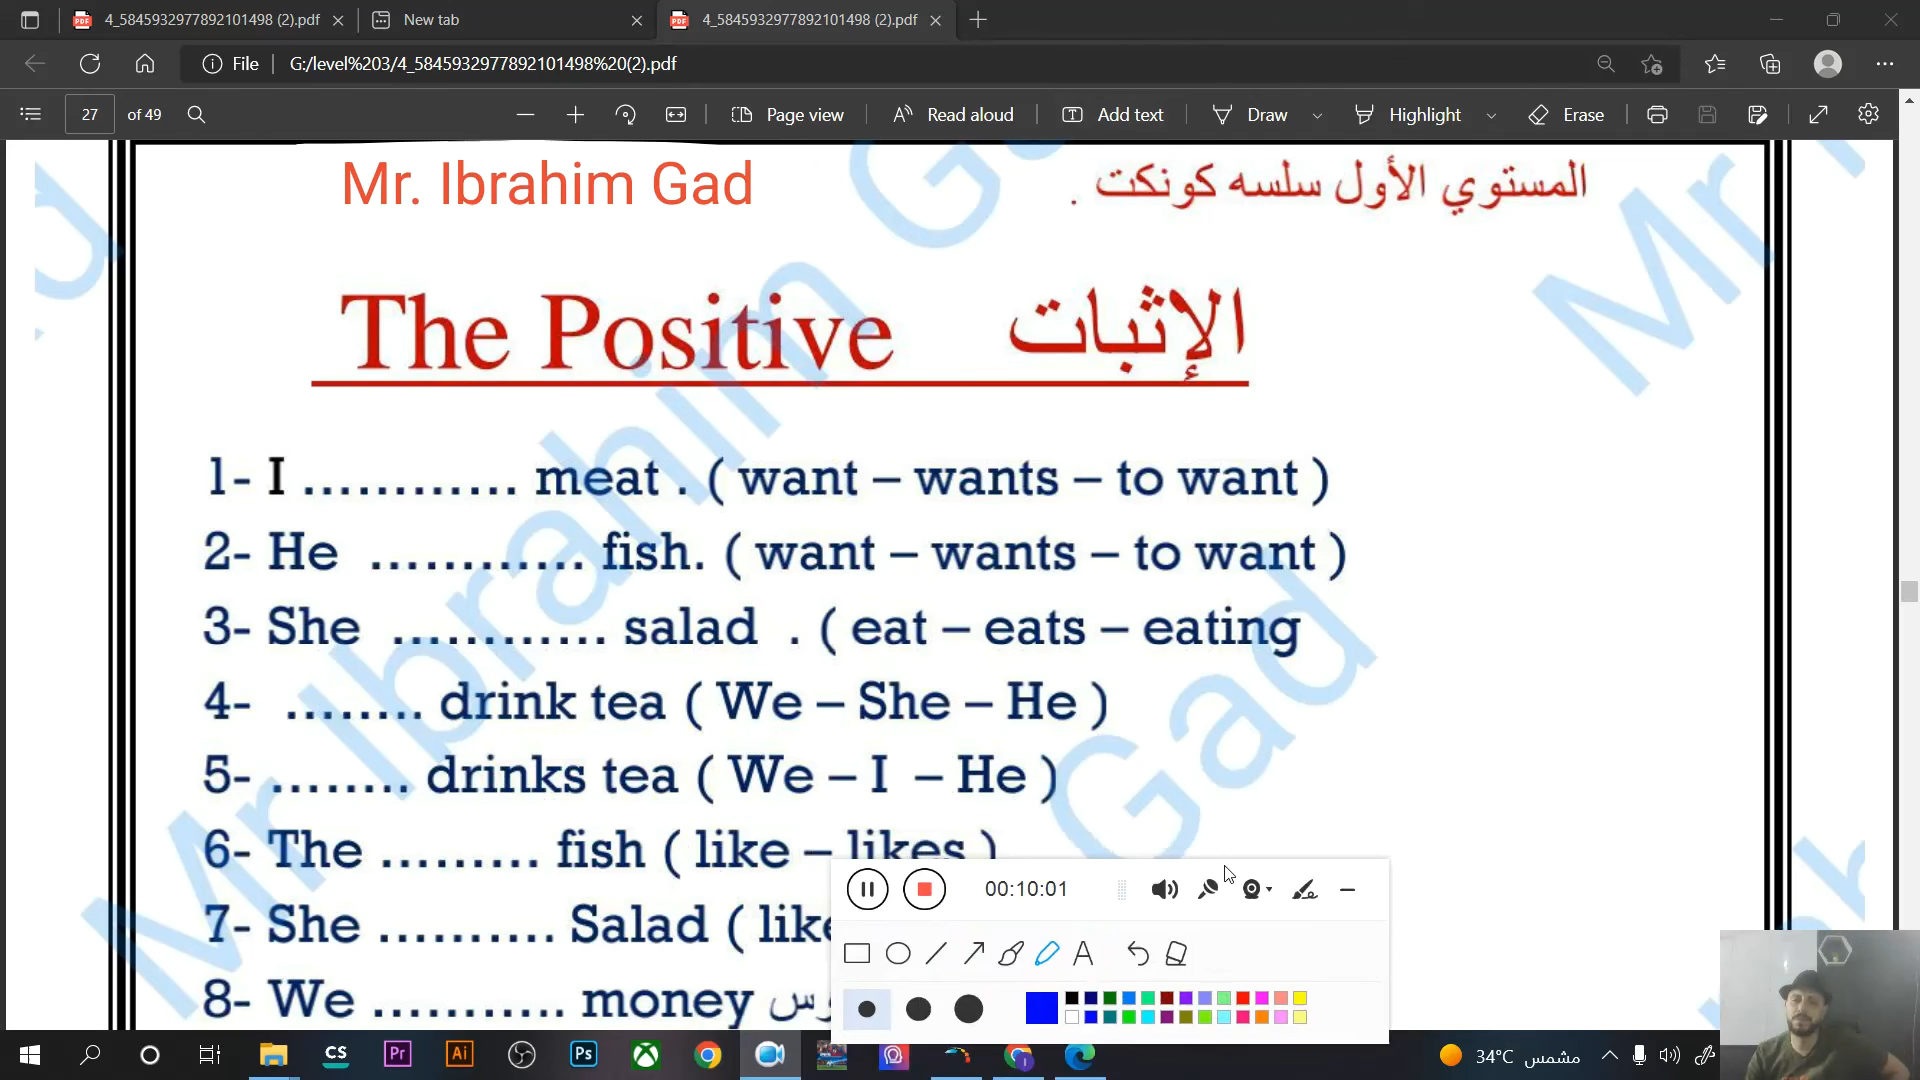 4_5845932977892101498 (2).pdf
New tab
4_5845932977892101498 (2).pdf
File
G:/level%203/4_5845932977892101498%20(2).pdf
27 of 49
Page view
Read aloud
Add text
Draw
Highlight
Erase
Mr. Ibrahim Gad
المستوي الأول سلسه كونكت .
The Positive الإثبات
1- I ………… meat . ( want – wants – to want )
2- He ………… fish. ( want – wants – to want )
3- She ………… salad . ( eat – eats – eating
4- …….. drink tea ( We – She – He )
5- …….. drinks tea ( We – I – He )
6- The ……… fish ( like – likes )
7- She ………. Salad ( like
8- We ……….. money
Mr Ibrahim Gad
00:10:01
34°C مشمس